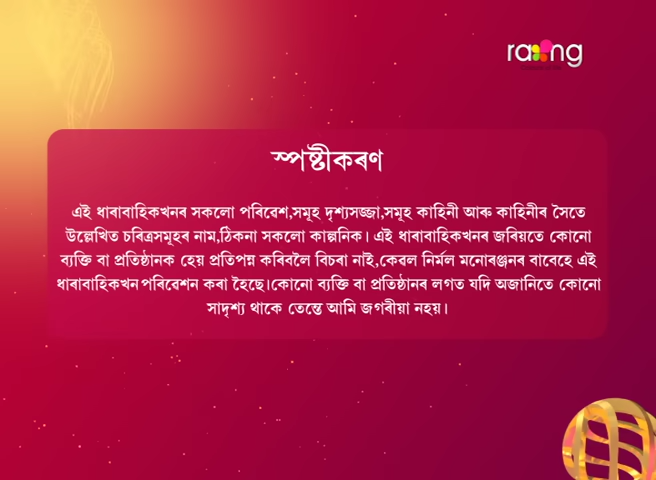 raang
স্পষ্টীকৰণ
এই ধাৰাবাহিকখনৰ সকলো পৰিৱেশ,সমূহ দৃশ্যসজ্জা,সমূহ কাহিনী আৰু কাহিনীৰ সৈতে
উল্লেখিত চৰিত্ৰসমূহৰ নাম,ঠিকনা সকলো কাল্পনিক। এই ধাৰাবাহিকখনৰ জৰিয়তে কোনো
ব্যক্তি বা প্ৰতিষ্ঠানক হেয় প্ৰতিপন্ন কৰিবলৈ বিচৰা নাই,কেৱল নিৰ্মল মনোৰঞ্জনৰ বাবেহে এই
ধাৰাবাহিকখন পৰিৱেশন কৰা হৈছে।কোনো ব্যক্তি বা প্ৰতিষ্ঠানৰ লগত যদি অজানিতে কোনো
সাদৃশ্য থাকে তেন্তে আমি জগৰীয়া নহয়।